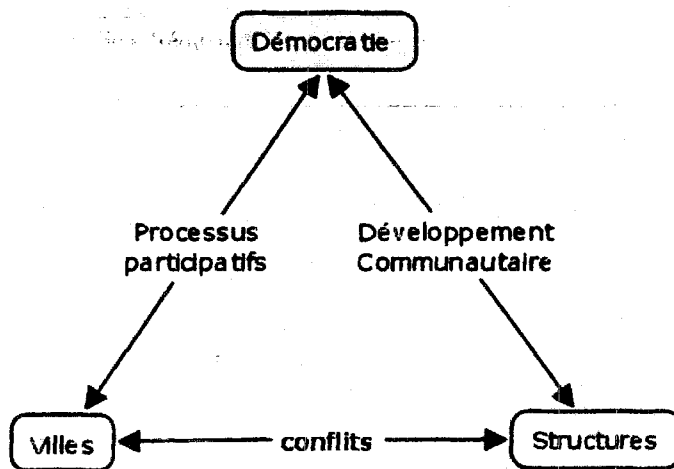 Démocratie
Processus
participatifs
Développement
Communautaire
Villes
conflits
Structures